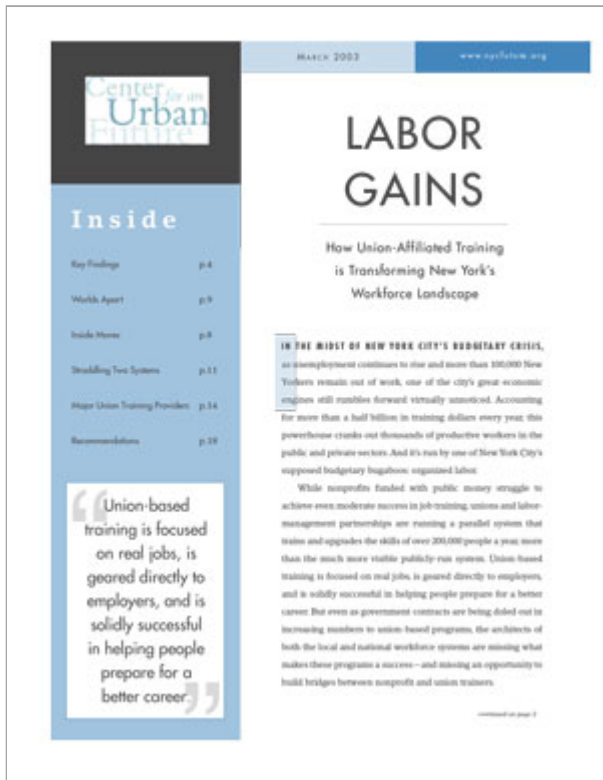 Center for an
Urban
Future
MARCH 2003
www.nycfuture.org
LABOR
GAINS
How Union-Affiliated Training
is Transforming New York's
Workforce Landscape
Inside
Key Findings p.4
Worlds Apart p.9
Inside Moves p.8
Straddling Two Systems p.11
Major Union Training Providers p.14
Recommendations p.18
“Union-based
training is focused
on real jobs, is
geared directly to
employers, and is
solidly successful
in helping people
prepare for a
better career.”
IN THE MIDST OF NEW YORK CITY'S BUDGETARY CRISIS,
as unemployment continues to rise and more than 100,000 New
Yorkers remain out of work, one of the city's great economic
engines still rumbles forward virtually unnoticed. Accounting
for more than a half billion in training dollars every year, this
powerhouse cranks out thousands of productive workers in the
public and private sectors. And it's run by one of New York City's
supposed budgetary bugaboos: organized labor.
While nonprofits funded with public money struggle to
achieve even moderate success in job training, unions and labor-
management partnerships are running a parallel system that
trains and upgrades the skills of over 200,000 people a year, more
than the much more visible publicly-run system. Union-based
training is focused on real jobs, is geared directly to employers,
and is solidly successful in helping people prepare for a better
career. But even as government contracts are being doled out in
increasing numbers to union-based programs, the architects of
both the local and national workforce systems are missing what
makes these programs a success—and missing an opportunity to
build bridges between nonprofit and union trainers.
continued on page 2